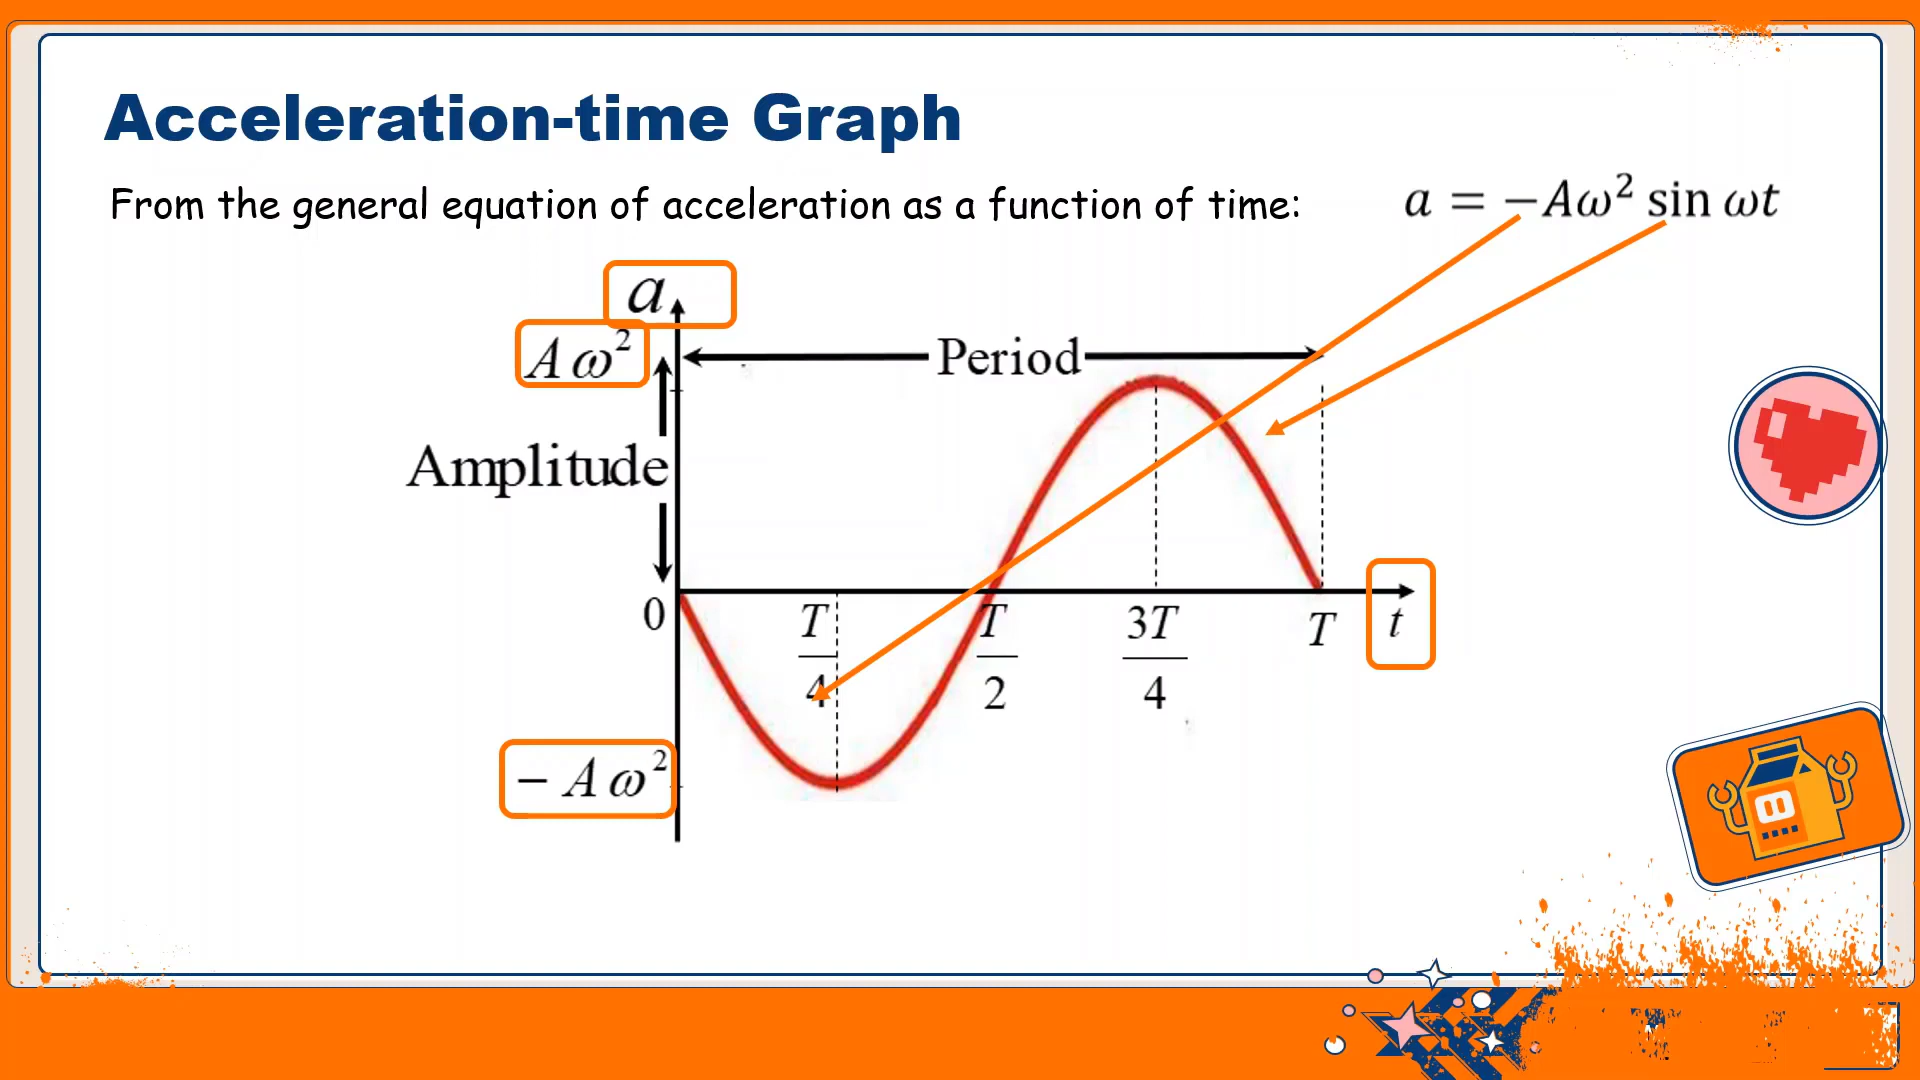 Acceleration-time Graph
From the general equation of acceleration as a function of time:
a = −Aω² sin ωt
a
Aω²
Period
Amplitude
0
T/4
T/2
3T/4
T
t
−Aω²